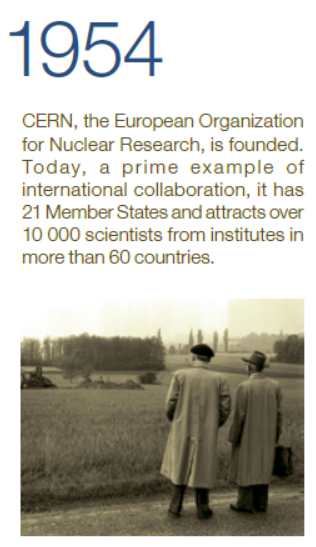 1954
CERN, the European Organization
for Nuclear Research, is founded.
Today, a prime example of
international collaboration, it has
21 Member States and attracts over
10 000 scientists from institutes in
more than 60 countries.